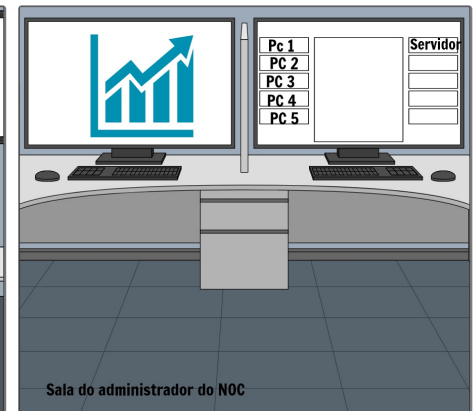 Pc 1
PC 2
PC 3
PC 4
PC 5
Servidor
Sala do administrador do NOC